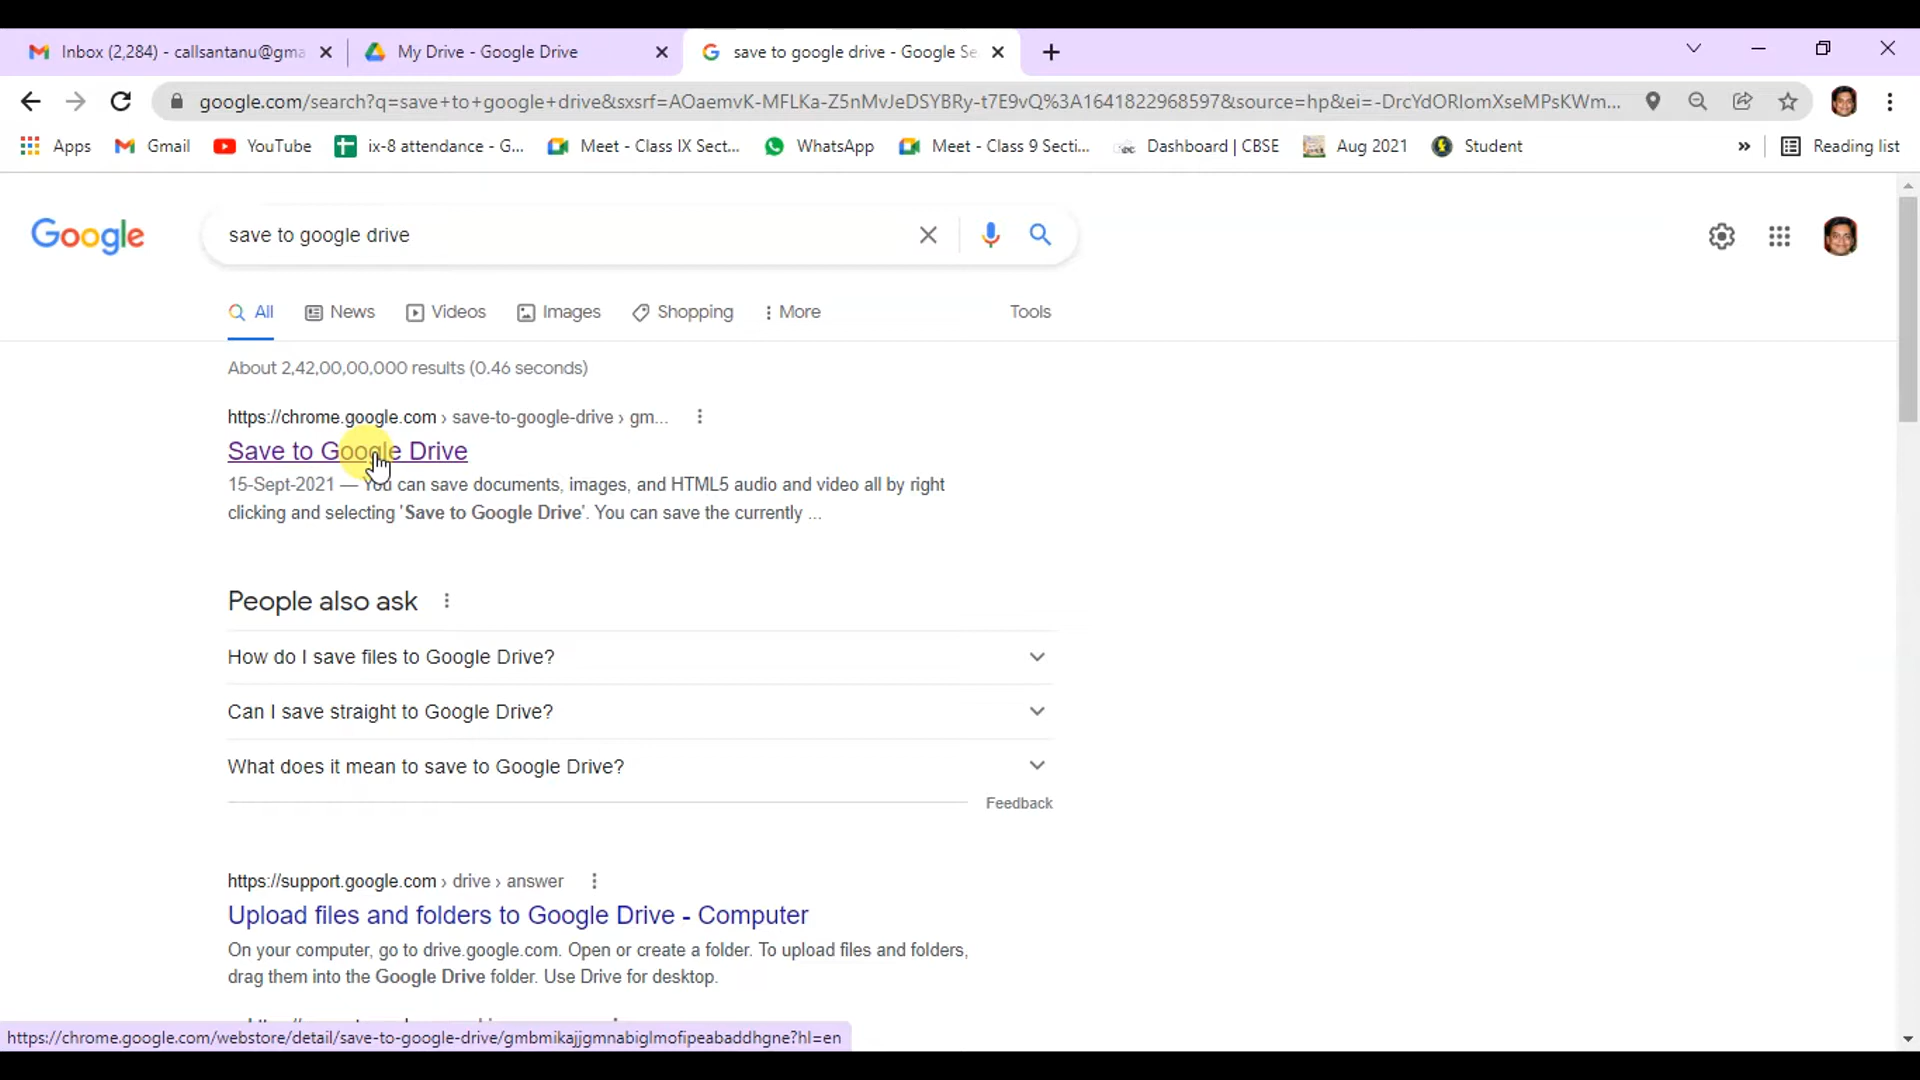 Inbox (2,284) - callsantanu@gma
My Drive - Google Drive
save to google drive - Google Se
google.com/search?q=save+to+google+drive&sxsrf=AOaemvK-MFLKa-Z5nMvJeDSYBRy-t7E9vQ%3A1641822968597&source=hp&ei=-DrcYdORIomXseMPsKWm...
Apps
Gmail
YouTube
ix-8 attendance - G...
Meet - Class IX Sect...
WhatsApp
Meet - Class 9 Secti...
Dashboard | CBSE
Aug 2021
Student
»
Reading list
Google
save to google drive
All
News
Videos
Images
Shopping
More
Tools
About 2,42,00,00,000 results (0.46 seconds)
https://chrome.google.com › save-to-google-drive › gm...
Save to Google Drive
15-Sept-2021 — You can save documents, images, and HTML5 audio and video all by right
clicking and selecting 'Save to Google Drive'. You can save the currently ...
People also ask
How do I save files to Google Drive?
Can I save straight to Google Drive?
What does it mean to save to Google Drive?
Feedback
https://support.google.com › drive › answer
Upload files and folders to Google Drive - Computer
On your computer, go to drive.google.com. Open or create a folder. To upload files and folders,
drag them into the Google Drive folder. Use Drive for desktop.
https://chrome.google.com/webstore/detail/save-to-google-drive/gmbmikajjgmnabiglmofipeabaddhgne?hl=en